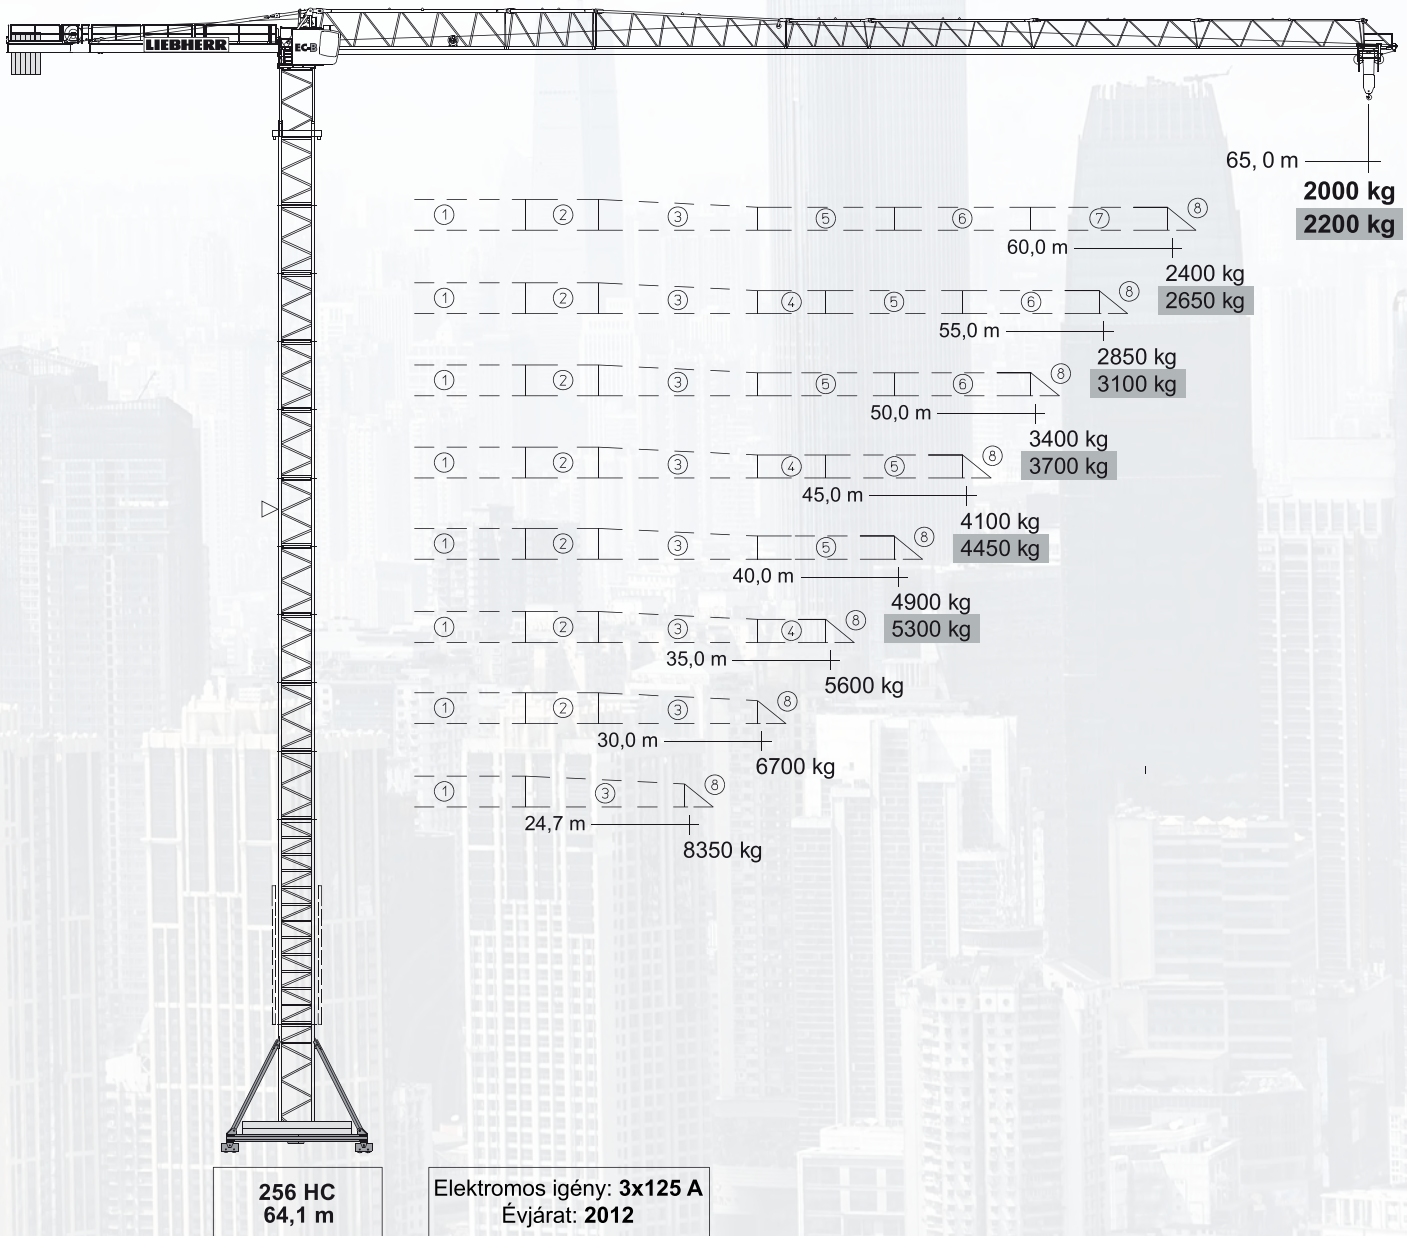 LIEBHERR
EC-B
65, 0 m
2000 kg
2200 kg
1 2 3 5 6 7 8
60,0 m
2400 kg
2650 kg
1 2 3 4 5 6 8
55,0 m
2850 kg
3100 kg
1 2 3 5 6 8
50,0 m
3400 kg
3700 kg
1 2 3 4 5 8
45,0 m
4100 kg
4450 kg
1 2 3 5 8
40,0 m
4900 kg
5300 kg
1 2 3 4 8
35,0 m
5600 kg
1 2 3 8
30,0 m
6700 kg
1 3 8
24,7 m
8350 kg
256 HC
64,1 m
Elektromos igény: 3x125 A
Évjárat: 2012